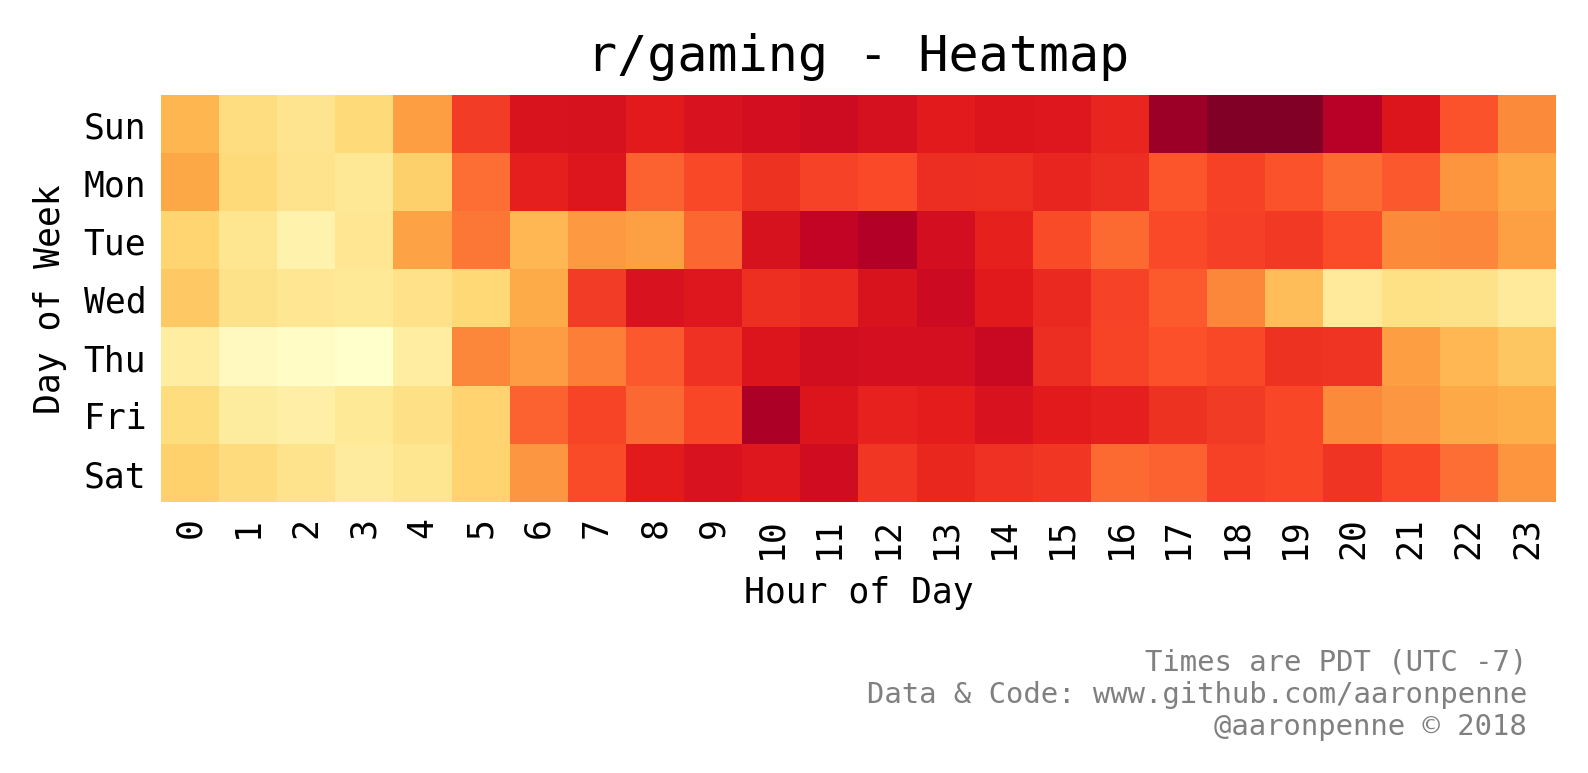 r/gaming - Heatmap
Day of Week
Sun
Mon
Tue
Wed
Thu
Fri
Sat
0 1 2 3 4 5 6 7 8 9 10 11 12 13 14 15 16 17 18 19 20 21 22 23
Hour of Day
Times are PDT (UTC -7)
Data & Code: www.github.com/aaronpenne
@aaronpenne © 2018